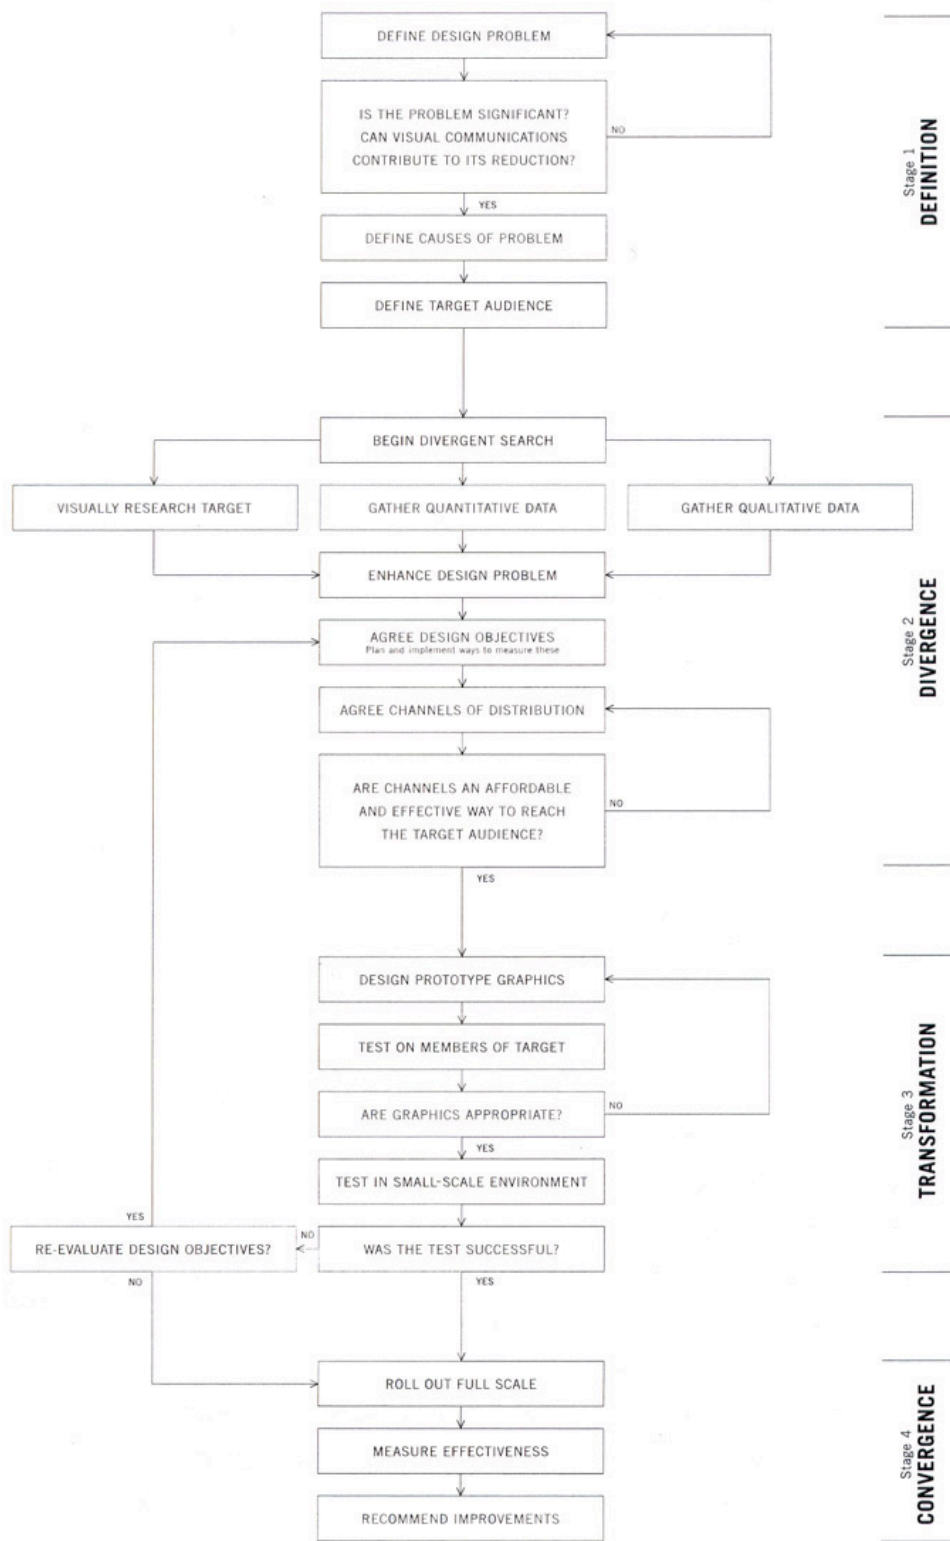 DEFINE DESIGN PROBLEM
IS THE PROBLEM SIGNIFICANT?
CAN VISUAL COMMUNICATIONS
CONTRIBUTE TO ITS REDUCTION?
NO
YES
DEFINE CAUSES OF PROBLEM
DEFINE TARGET AUDIENCE
Stage 1
DEFINITION
BEGIN DIVERGENT SEARCH
VISUALLY RESEARCH TARGET
GATHER QUANTITATIVE DATA
GATHER QUALITATIVE DATA
ENHANCE DESIGN PROBLEM
AGREE DESIGN OBJECTIVES
Plan and implement ways to measure these
AGREE CHANNELS OF DISTRIBUTION
ARE CHANNELS AN AFFORDABLE
AND EFFECTIVE WAY TO REACH
THE TARGET AUDIENCE?
NO
YES
Stage 2
DIVERGENCE
DESIGN PROTOTYPE GRAPHICS
TEST ON MEMBERS OF TARGET
ARE GRAPHICS APPROPRIATE?
NO
YES
TEST IN SMALL-SCALE ENVIRONMENT
WAS THE TEST SUCCESSFUL?
NO
YES
RE-EVALUATE DESIGN OBJECTIVES?
YES
NO
Stage 3
TRANSFORMATION
ROLL OUT FULL SCALE
MEASURE EFFECTIVENESS
RECOMMEND IMPROVEMENTS
Stage 4
CONVERGENCE